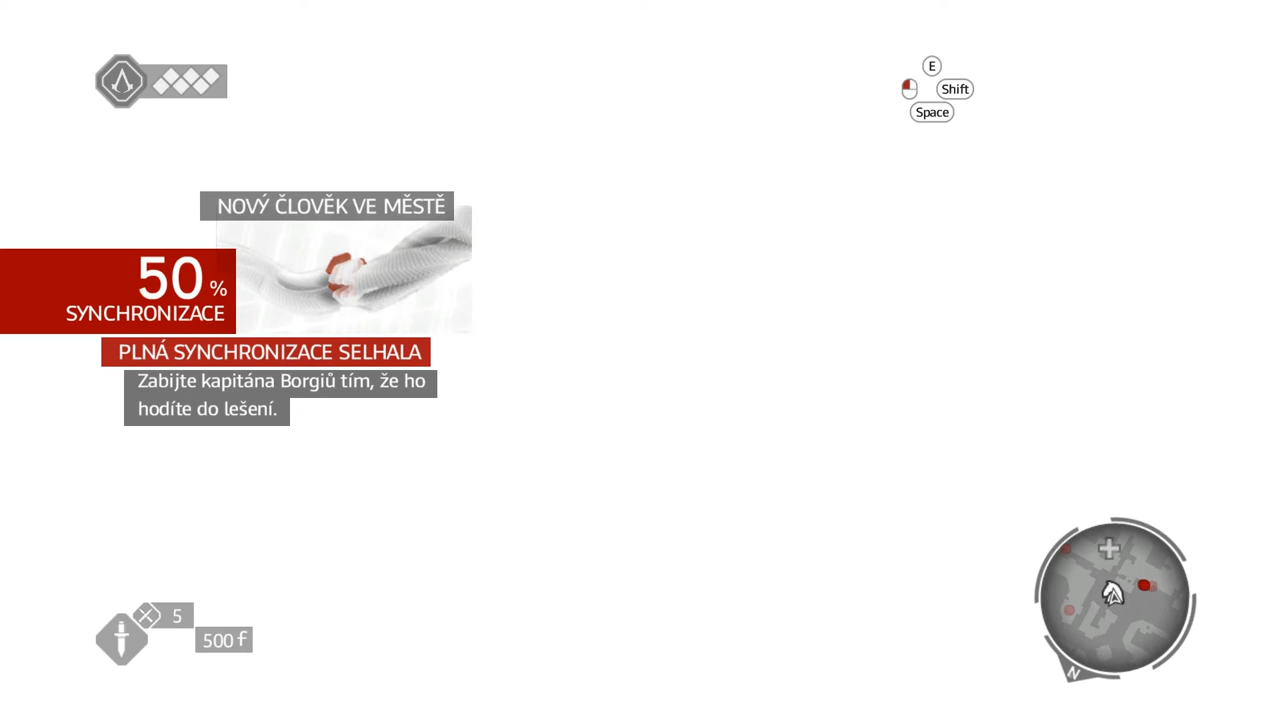 E
Shift
Space
NOVÝ ČLOVĚK VE MĚSTĚ
50 %
SYNCHRONIZACE
PLNÁ SYNCHRONIZACE SELHALA
Zabijte kapitána Borgiů tím, že ho
hodíte do lešení.
5
500 f
N